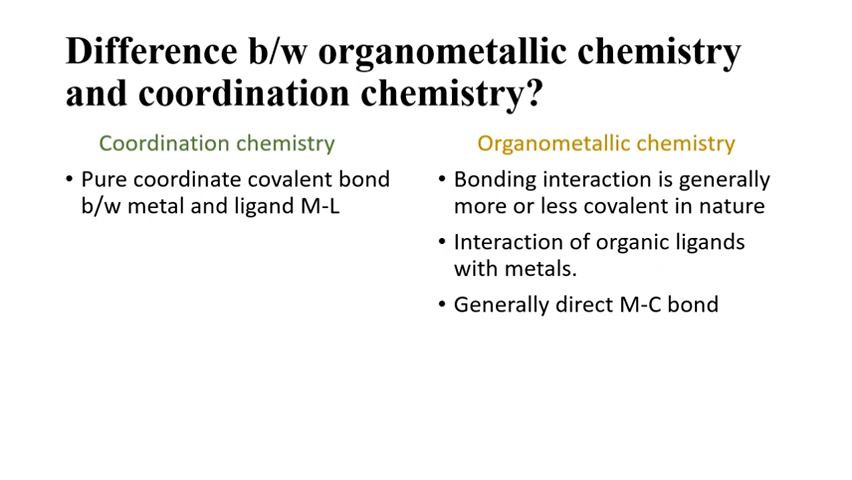 Difference b/w organometallic chemistry
and coordination chemistry?
Coordination chemistry
• Pure coordinate covalent bond
b/w metal and ligand M-L
Organometallic chemistry
• Bonding interaction is generally
more or less covalent in nature
• Interaction of organic ligands
with metals.
• Generally direct M-C bond